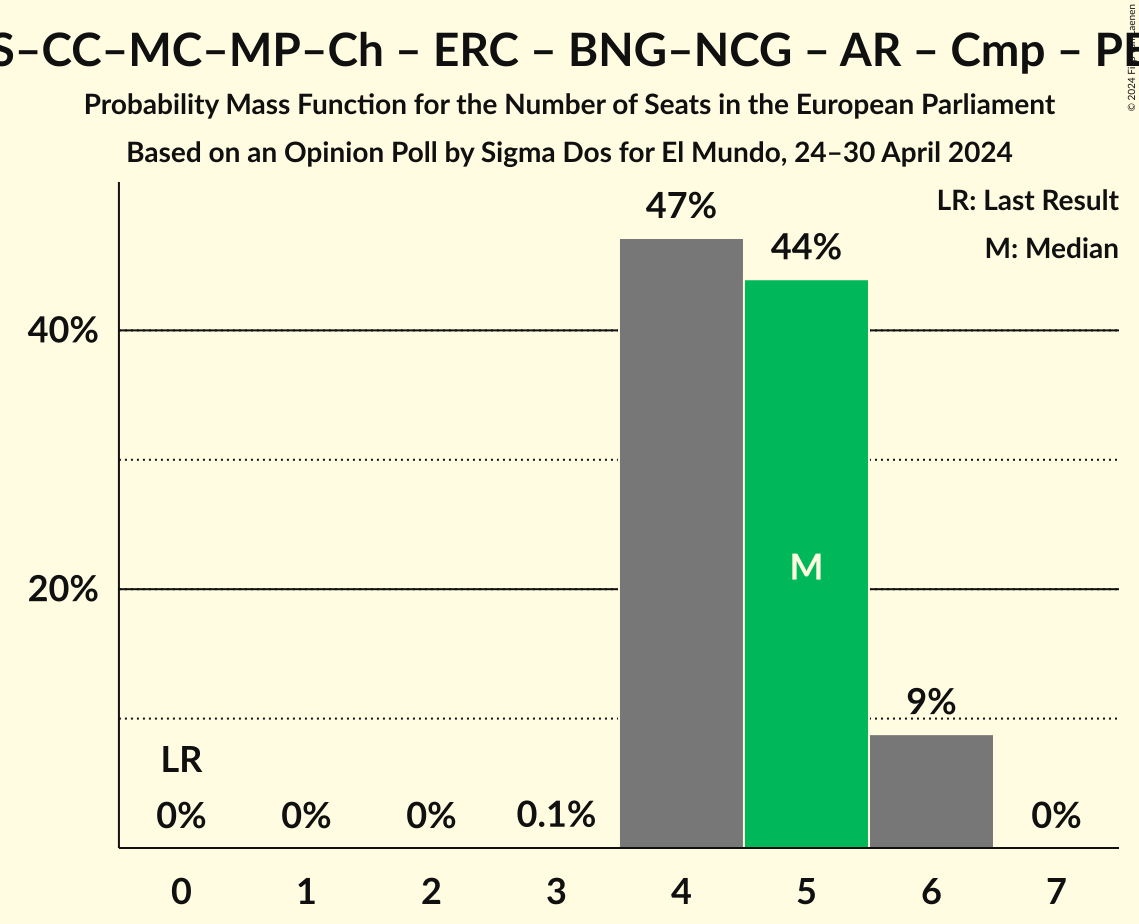 S–CC–MC–MP–Ch – ERC – BNG–NCG – AR – Cmp –
Probability Mass Function for the Number of Seats in the European Parliament
Based on an Opinion Poll by Sigma Dos for El Mundo, 24–30 April 2024
© 2024
LR: Last Result
M: Median
47%
44%
40%
M
20%
9%
LR
0% 0% 0% 0.1% 0%
0 1 2 3 4 5 6 7